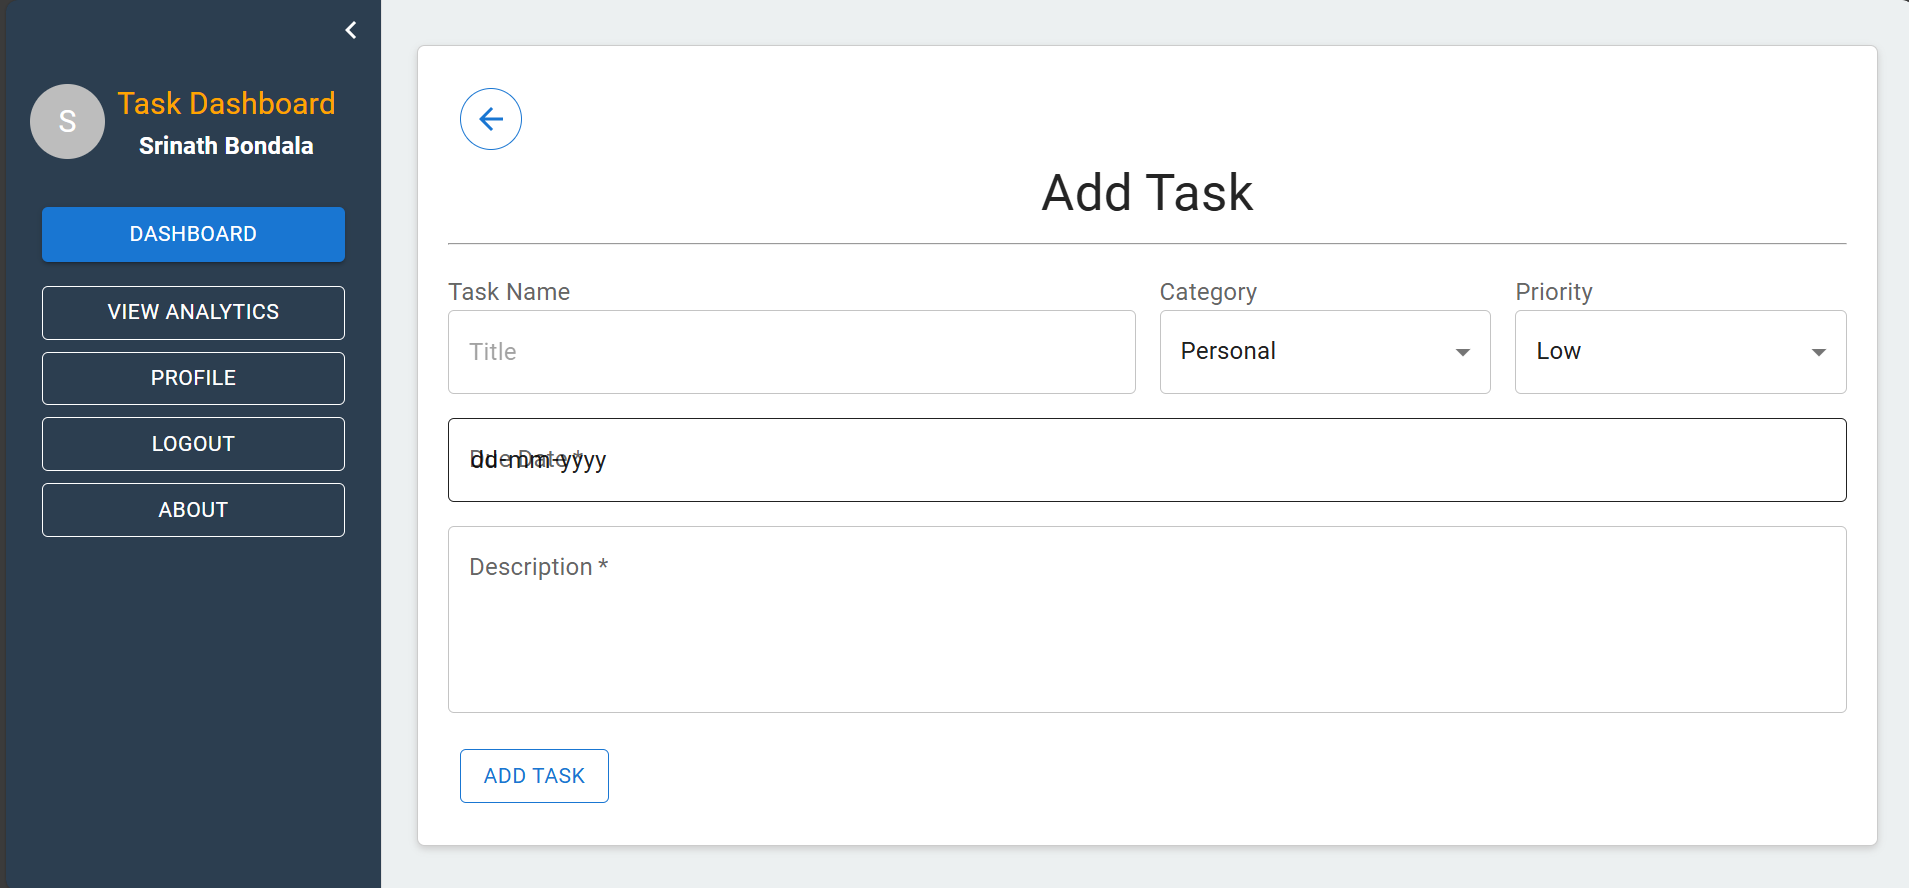 S
Task Dashboard
Srinath Bondala
DASHBOARD
VIEW ANALYTICS
PROFILE
LOGOUT
ABOUT
Add Task
Task Name
Category
Priority
Title
Personal
Low
Due Date *
dd-mm-yyyy
Description *
ADD TASK